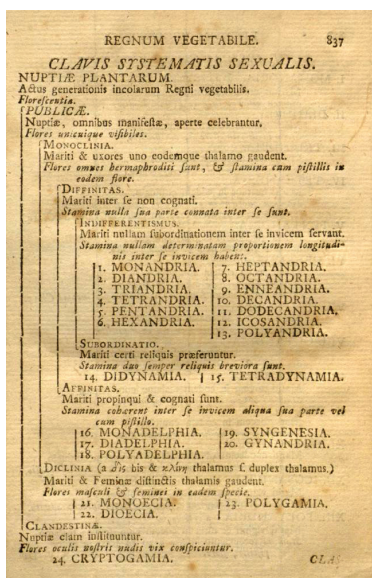 REGNUM VEGETABILE. 837
CLAVIS SYSTEMATIS SEXUALIS.
NUPTIÆ PLANTARUM.
Actus generationis incolarum Regni vegetabilis.
Florescentia.
PUBLICÆ.
Nuptiæ, omnibus manifestæ, aperte celebrantur.
Flores unicuique visibiles.
MONOCLINIA.
Mariti & uxores uno eodemque thalamo gaudent.
Flores omnes hermaphroditi sunt, & stamina cum pistillis in
eodem flore.
DIFFINITAS.
Mariti inter se non cognati.
Stamina nulla sua parte connata inter se sunt.
INDIFFERENTISMUS.
Mariti nullam subordinationem inter se invicem servant.
Stamina nullam determinatam proportionem longitudi-
nis inter se invicem habent.
1. MONANDRIA. 7. HEPTANDRIA.
2. DIANDRIA. 8. OCTANDRIA.
3. TRIANDRIA. 9. ENNEANDRIA.
4. TETRANDRIA. 10. DECANDRIA.
5. PENTANDRIA. 11. DODECANDRIA.
6. HEXANDRIA. 12. ICOSANDRIA.
13. POLYANDRIA.
SUBORDINATIO.
Mariti certi reliquis præferuntur.
Stamina duo semper reliquis breviora sunt.
14. DIDYNAMIA. 15. TETRADYNAMIA.
AFFINITAS.
Mariti propinqui & cognati sunt.
Stamina cohærent inter se invicem aliqua sua parte vel
cum pistillo.
16. MONADELPHIA. 19. SYNGENESIA.
17. DIADELPHIA. 20. GYNANDRIA.
18. POLYADELPHIA.
DICLINIA (a δὶς bis & κλίνη thalamus s. duplex thalamus.)
Mariti & Feminæ distinctis thalamis gaudent.
Flores masculi & feminei in eadem specie.
21. MONOECIA. 23. POLYGAMIA.
22. DIOECIA.
CLANDESTINÆ.
Nuptiæ clam instituuntur.
Flores oculis nostris nudis vix conspiciuntur.
24. CRYPTOGAMIA.
CLAS